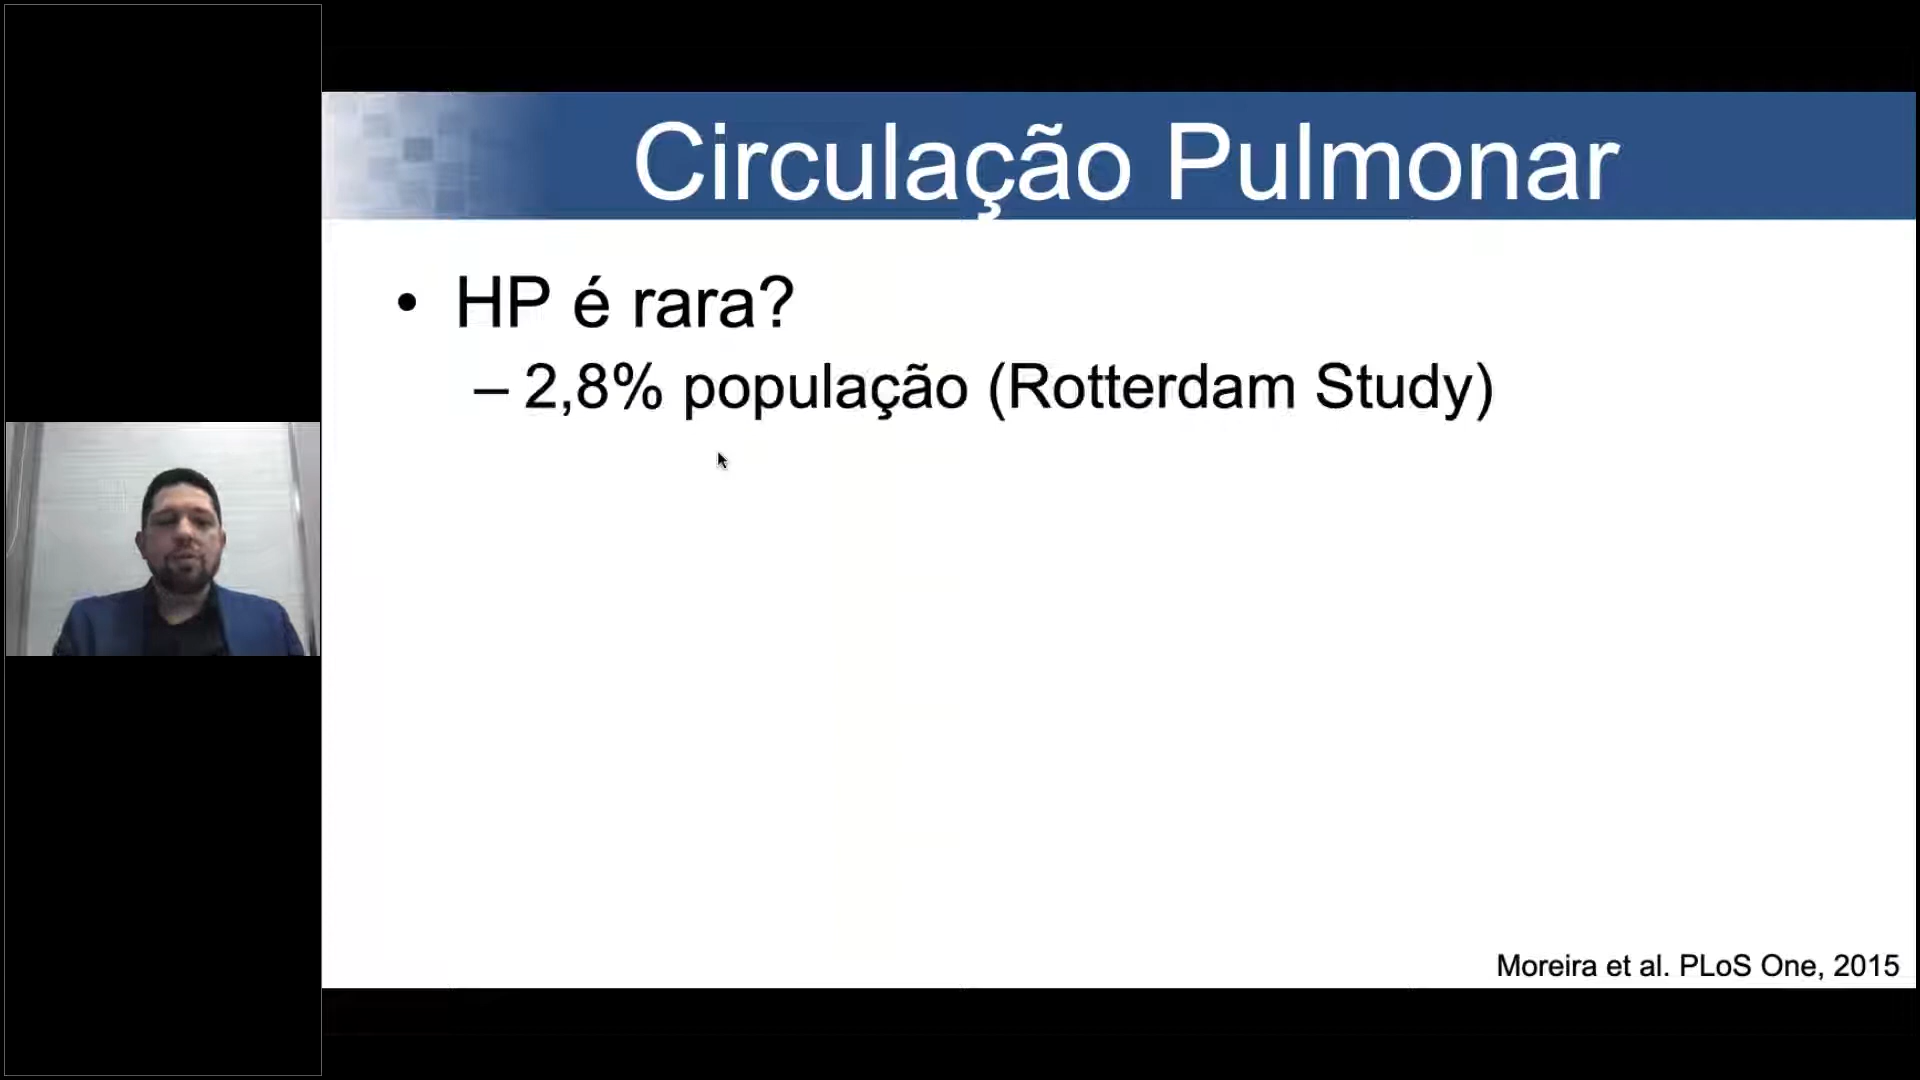 Circulação Pulmonar
• HP é rara?
– 2,8% população (Rotterdam Study)
Moreira et al. PLoS One, 2015